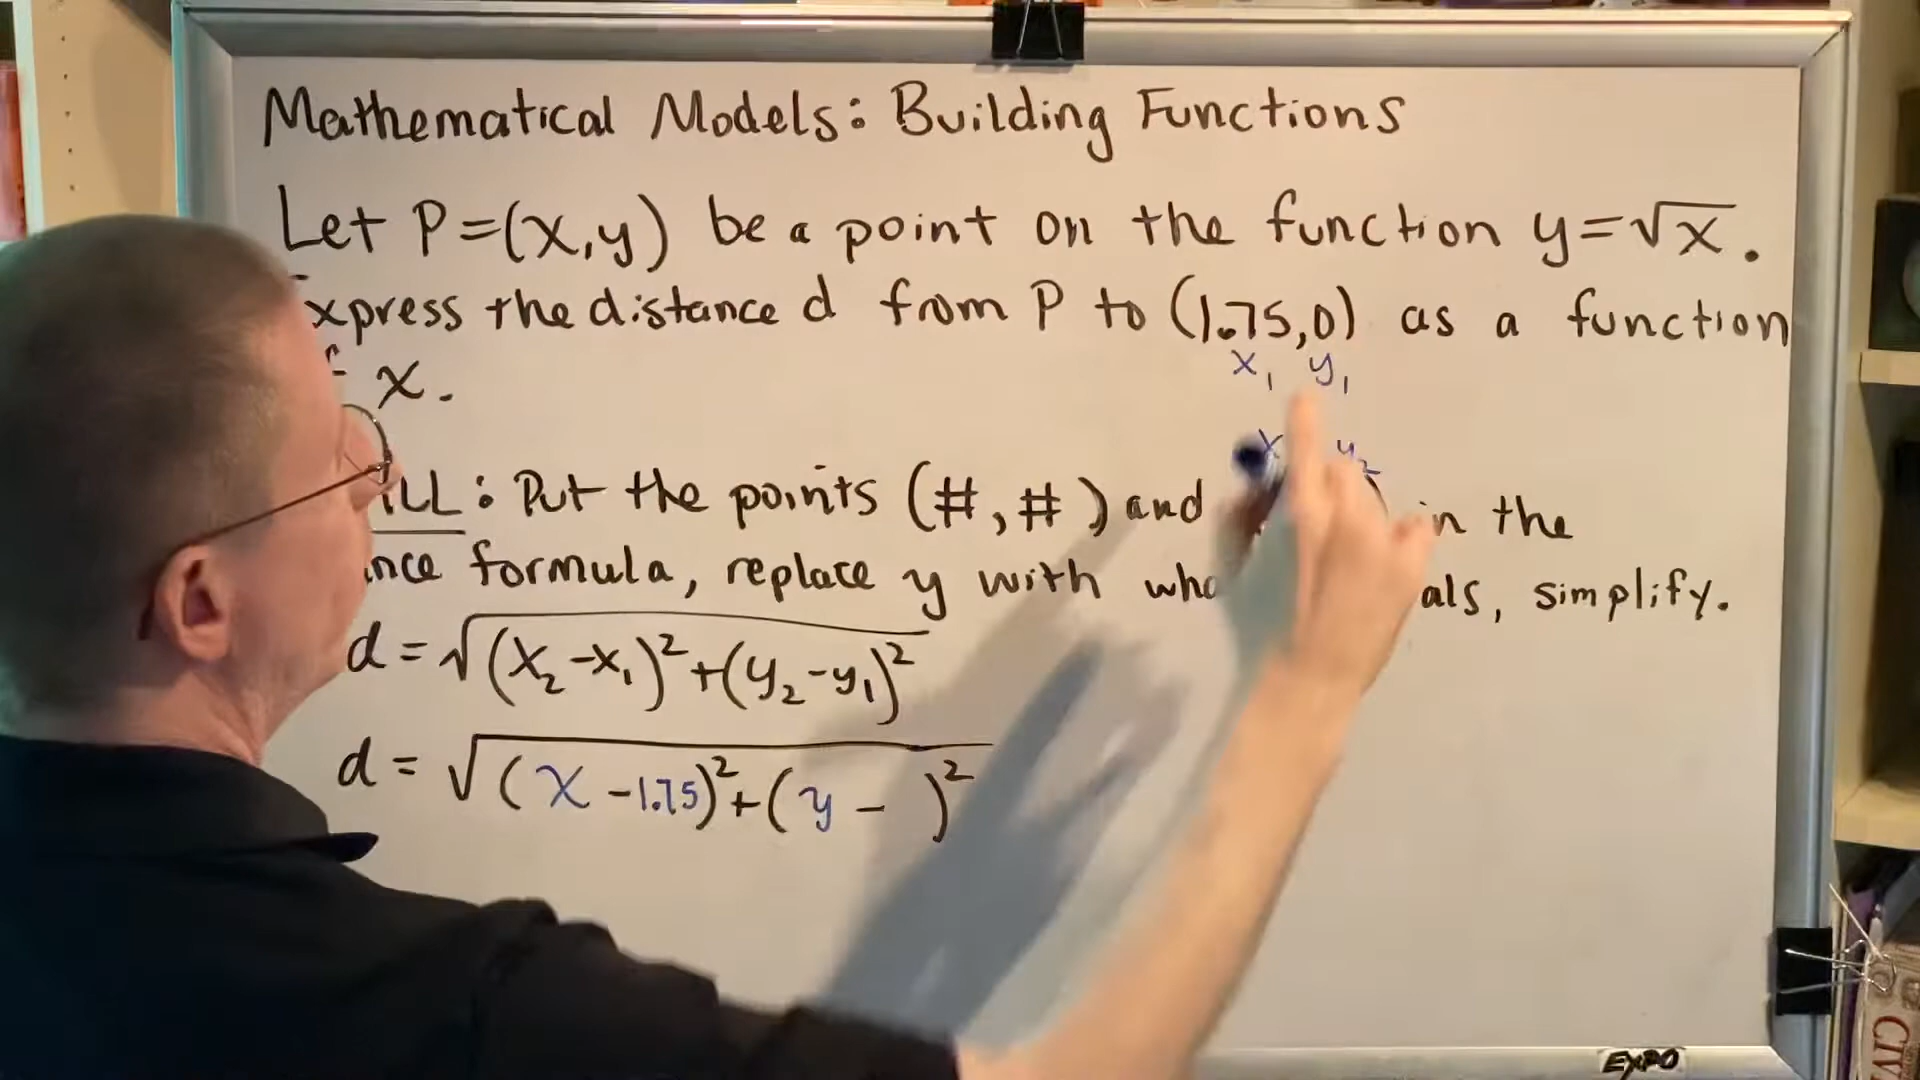 Mathematical Models: Building Functions
Let P=(x,y) be a point on the function y=√x.
xpress the distance d from P to (1.75,0) as a function
x.
x₁ y₁
x y₂
ILL: Put the points (#,#) and in the
nce formula, replace y with als, simplify.
d=√(x₂-x₁)²+(y₂-y₁)²
d=√(x-1.75)²+(y- )²
EXPO
CIV